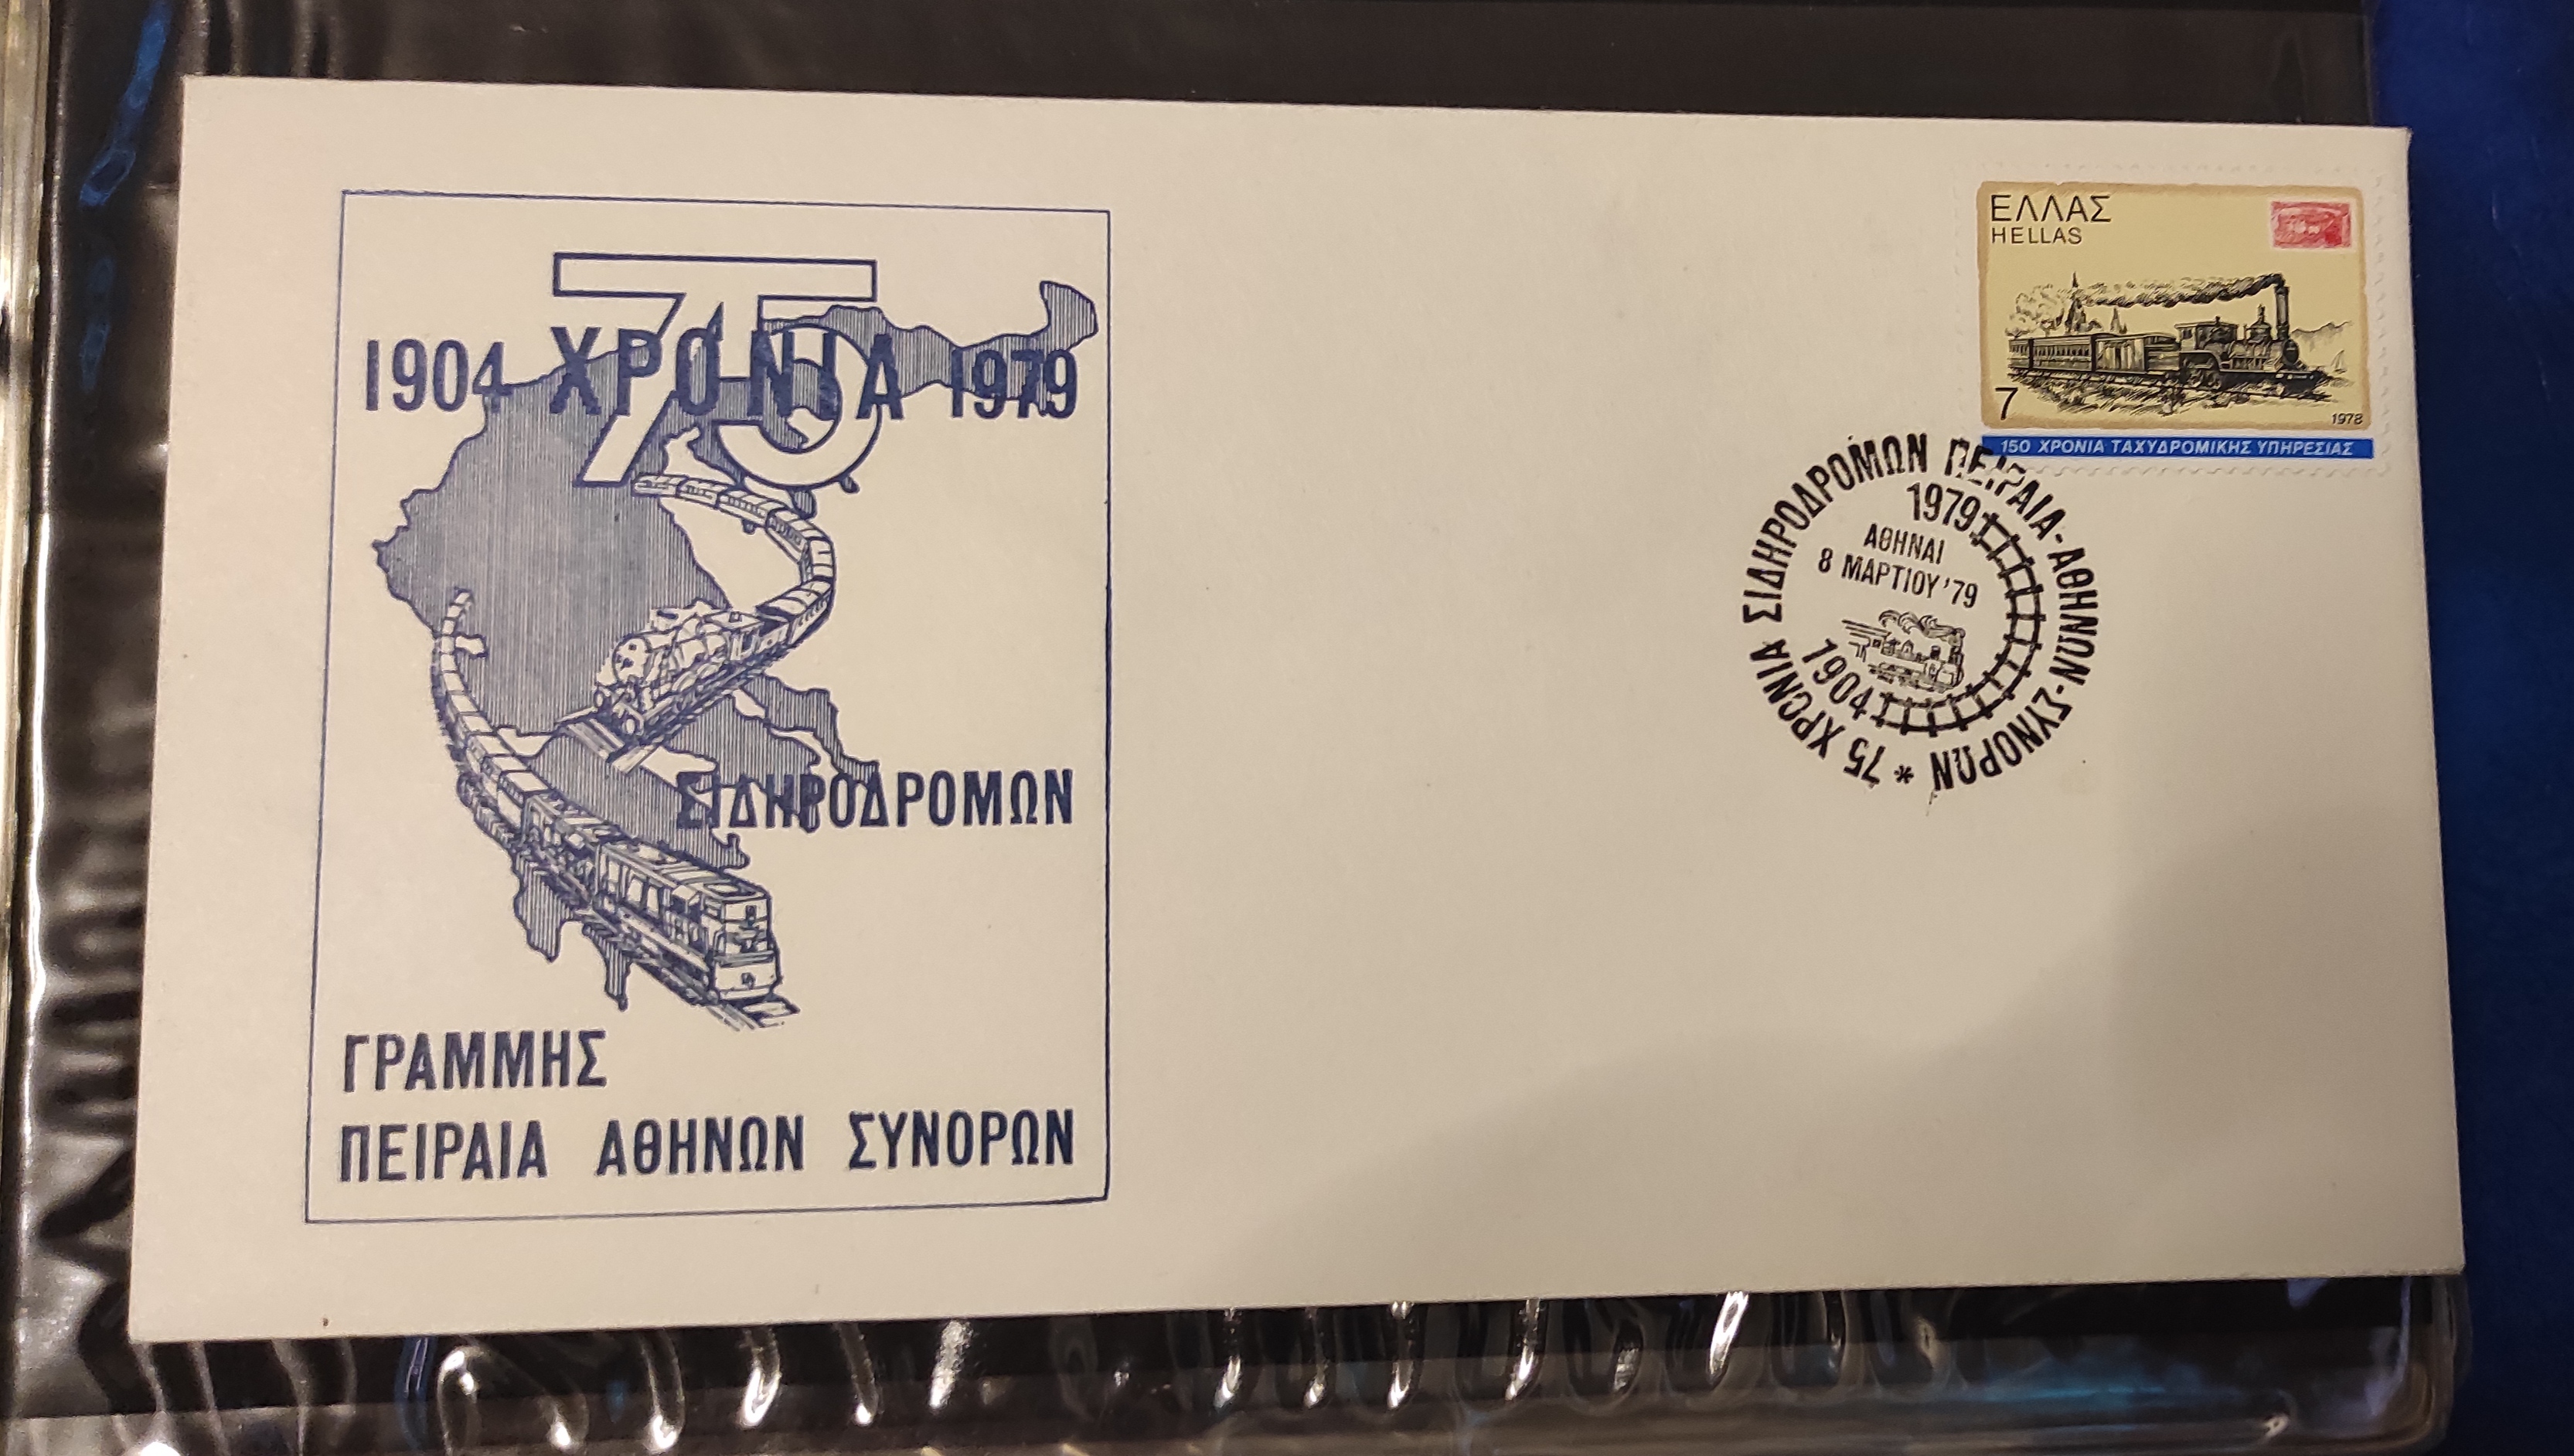 75
1904 ΧΡΟΝΙΑ 1979
ΣΙΔΗΡΟΔΡΟΜΩΝ
ΓΡΑΜΜΗΣ
ΠΕΙΡΑΙΑ ΑΘΗΝΩΝ ΣΥΝΟΡΩΝ
ΕΛΛΑΣ
HELLAS
7
1978
150 ΧΡΟΝΙΑ ΤΑΧΥΔΡΟΜΙΚΗΣ ΥΠΗΡΕΣΙΑΣ
75 ΧΡΟΝΙΑ ΣΙΔΗΡΟΔΡΟΜΩΝ ΠΕΙΡΑΙΑ-ΑΘΗΝΩΝ-ΣΥΝΟΡΩΝ *
1979
ΑΘΗΝΑΙ
8 ΜΑΡΤΙΟΥ '79
1904